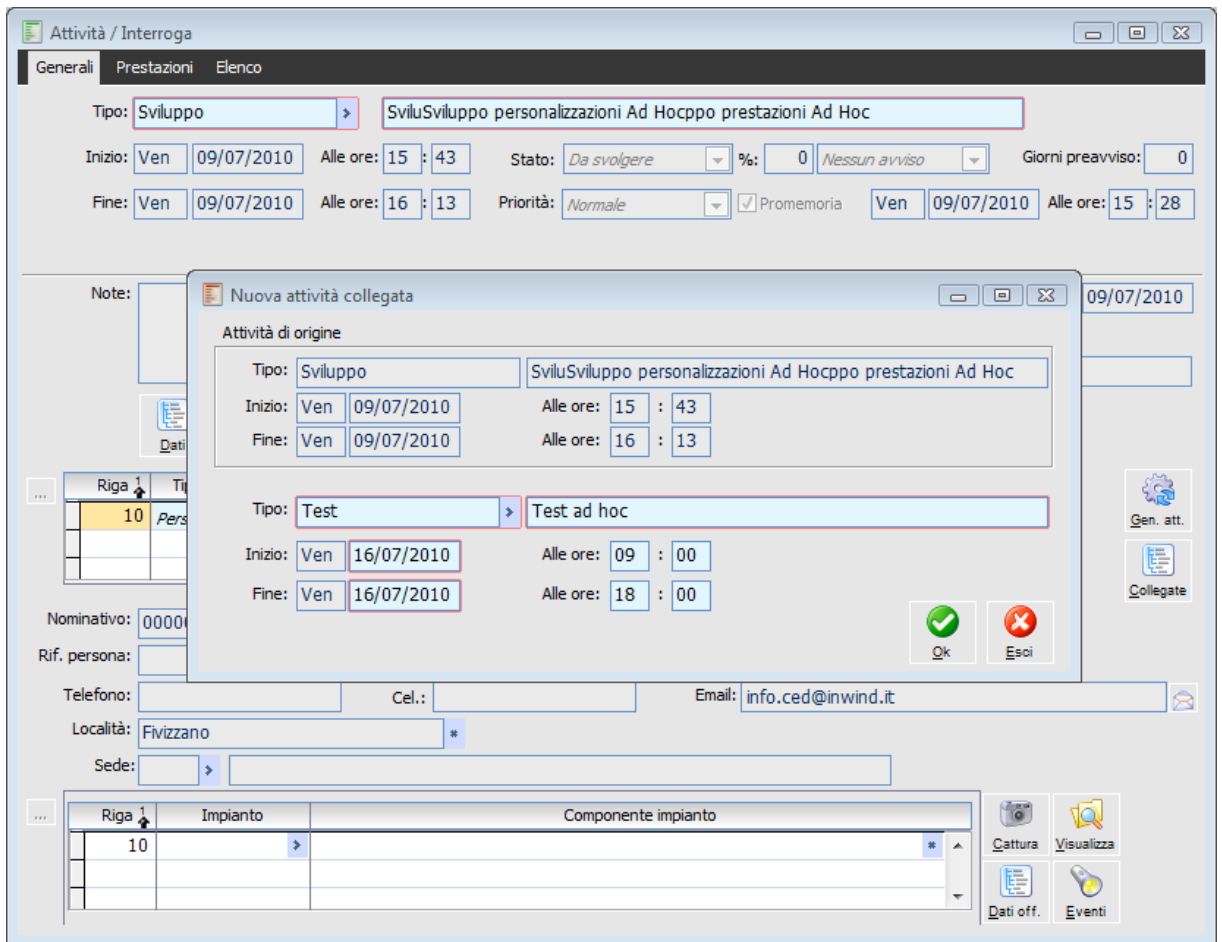 Attività / Interroga
Generali Prestazioni Elenco
Tipo: Sviluppo SviluSviluppo personalizzazioni Ad Hocppo prestazioni Ad Hoc
Inizio: Ven 09/07/2010 Alle ore: 15 : 43 Stato: Da svolgere %: 0 Nessun avviso Giorni preavviso: 0
Fine: Ven 09/07/2010 Alle ore: 16 : 13 Priorità: Normale Promemoria Ven 09/07/2010 Alle ore: 15 : 28
Note: 09/07/2010
Nuova attività collegata
Attività di origine
Tipo: Sviluppo SviluSviluppo personalizzazioni Ad Hocppo prestazioni Ad Hoc
Inizio: Ven 09/07/2010 Alle ore: 15 : 43
Fine: Ven 09/07/2010 Alle ore: 16 : 13
Tipo: Test Test ad hoc
Inizio: Ven 16/07/2010 Alle ore: 09 : 00
Fine: Ven 16/07/2010 Alle ore: 18 : 00
Ok Esci
Dati
... Riga 1
10 Pers
Gen. att.
Collegate
Nominativo:
Rif. persona:
Telefono: Cel.: Email: info.ced@inwind.it
Località: Fivizzano
Sede:
... Riga 1 Impianto Componente impianto
10
Cattura Visualizza
Dati off. Eventi